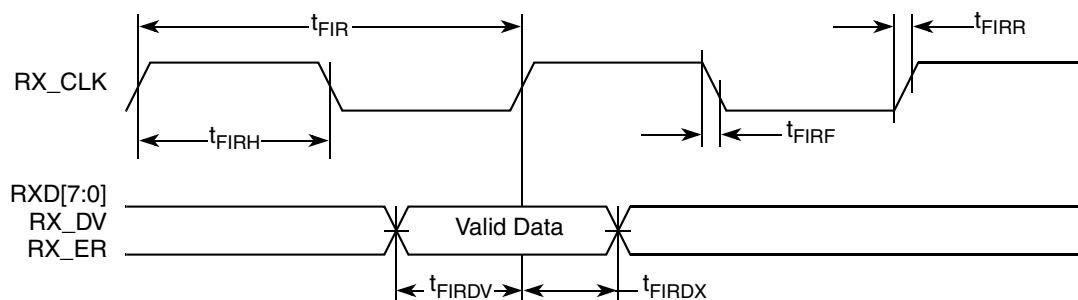 tFIR
tFIRR
RX_CLK
tFIRH
tFIRF
RXD[7:0]
RX_DV
Valid Data
RX_ER
tFIRDV
tFIRDX